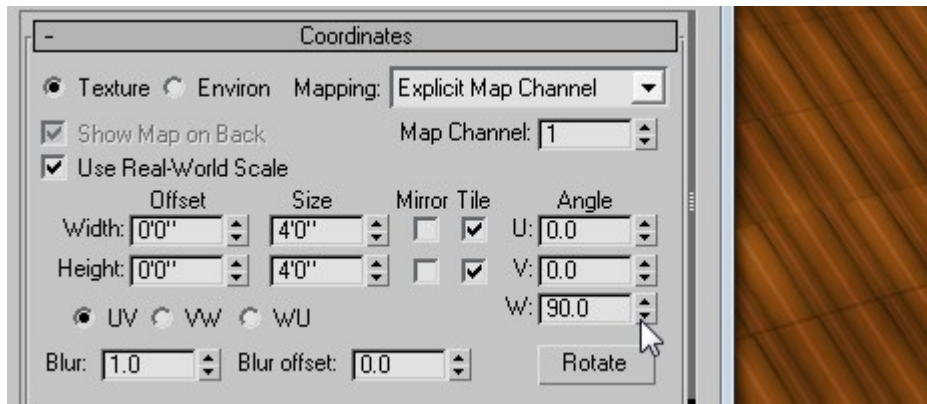 - Coordinates
Texture Environ Mapping: Explicit Map Channel
Show Map on Back Map Channel: 1
Use Real-World Scale
Offset Size Mirror Tile Angle
Width: 0'0" 4'0" U: 0.0
Height: 0'0" 4'0" V: 0.0
UV VW WU W: 90.0
Blur: 1.0 Blur offset: 0.0 Rotate